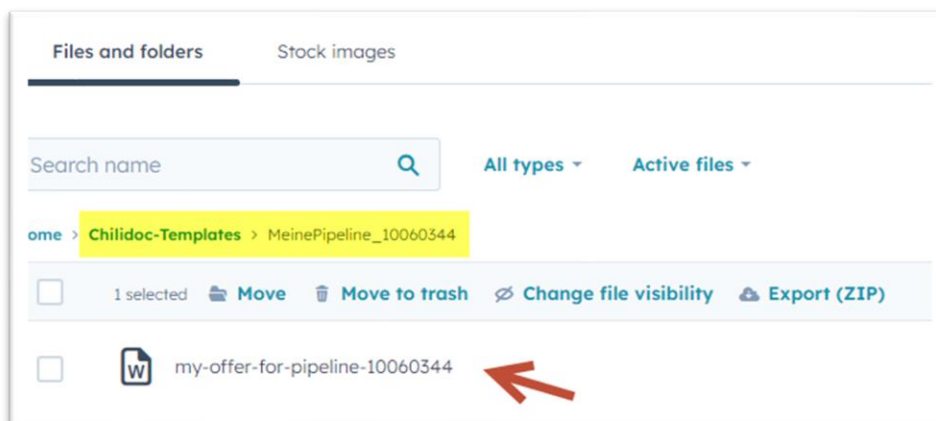 Files and folders Stock images
Search name All types Active files
ome > Chilidoc-Templates > MeinePipeline_10060344
1 selected Move Move to trash Change file visibility Export (ZIP)
W my-offer-for-pipeline-10060344